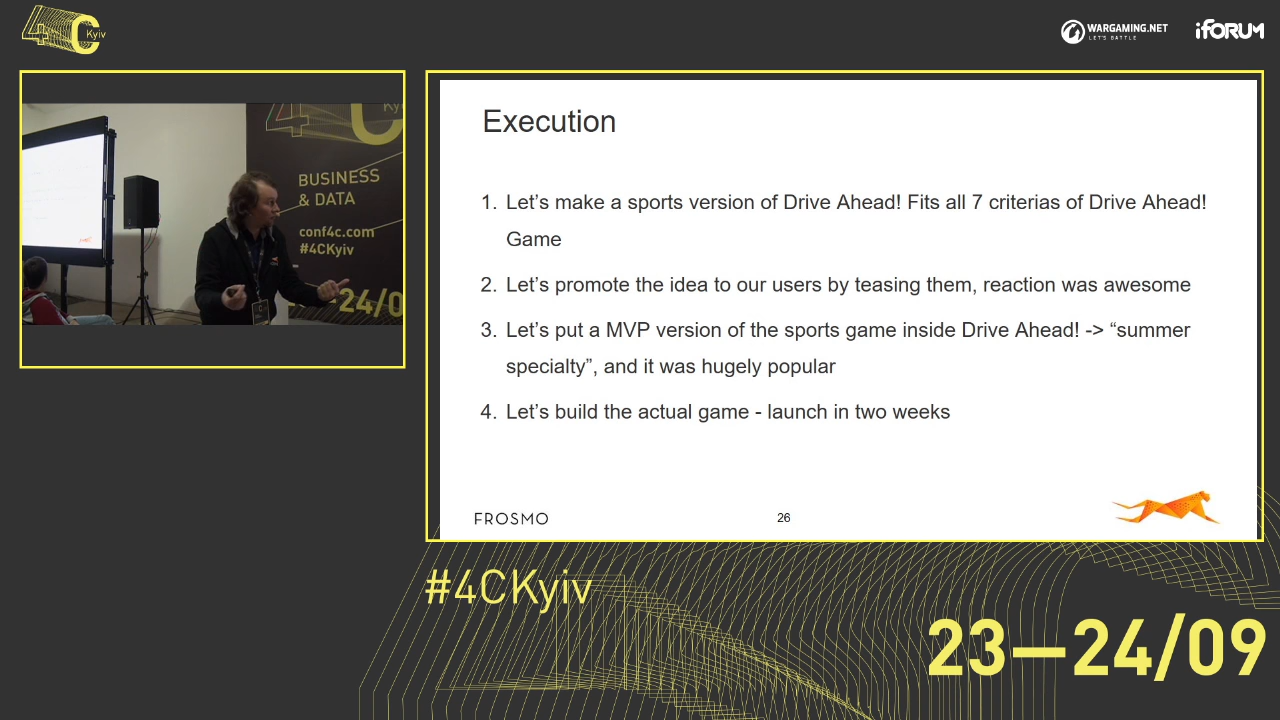 4C Kyiv
WARGAMING.NET
LET'S BATTLE
iFORUM
BUSINESS
& DATA
conf4c.com
#4CKyiv
Execution
1. Let’s make a sports version of Drive Ahead! Fits all 7 criterias of Drive Ahead!
Game
2. Let’s promote the idea to our users by teasing them, reaction was awesome
3. Let’s put a MVP version of the sports game inside Drive Ahead! -> “summer
specialty”, and it was hugely popular
4. Let’s build the actual game - launch in two weeks
FROSMO
26
#4CKyiv
23—24/09